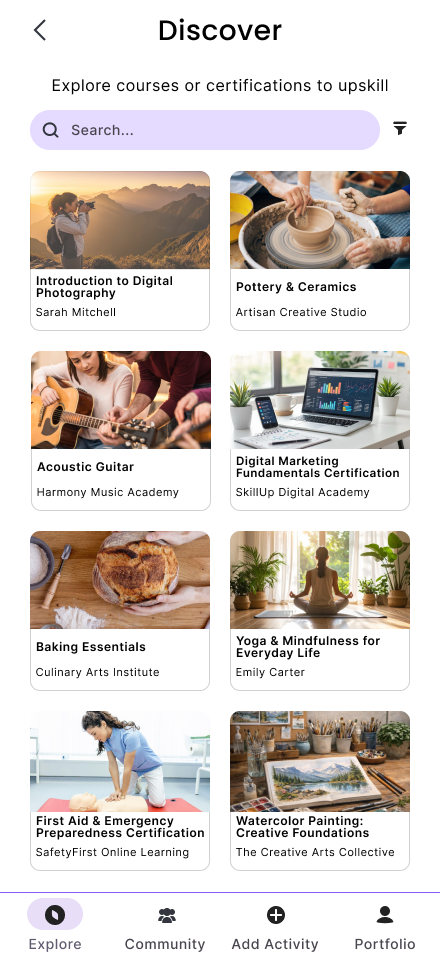 Discover
Explore courses or certifications to upskill
Search...
Introduction to Digital
Photography
Sarah Mitchell
Pottery & Ceramics
Artisan Creative Studio
Acoustic Guitar
Harmony Music Academy
Digital Marketing
Fundamentals Certification
SkillUp Digital Academy
Baking Essentials
Culinary Arts Institute
Yoga & Mindfulness for
Everyday Life
Emily Carter
First Aid & Emergency
Preparedness Certification
SafetyFirst Online Learning
Watercolor Painting:
Creative Foundations
The Creative Arts Collective
Explore
Community
Add Activity
Portfolio